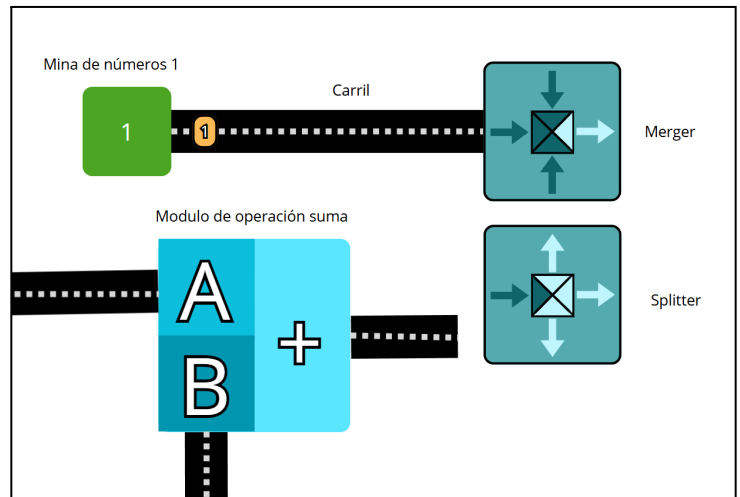 Mina de números 1
1
1
Carril
Merger
Modulo de operación suma
A
B
+
Splitter